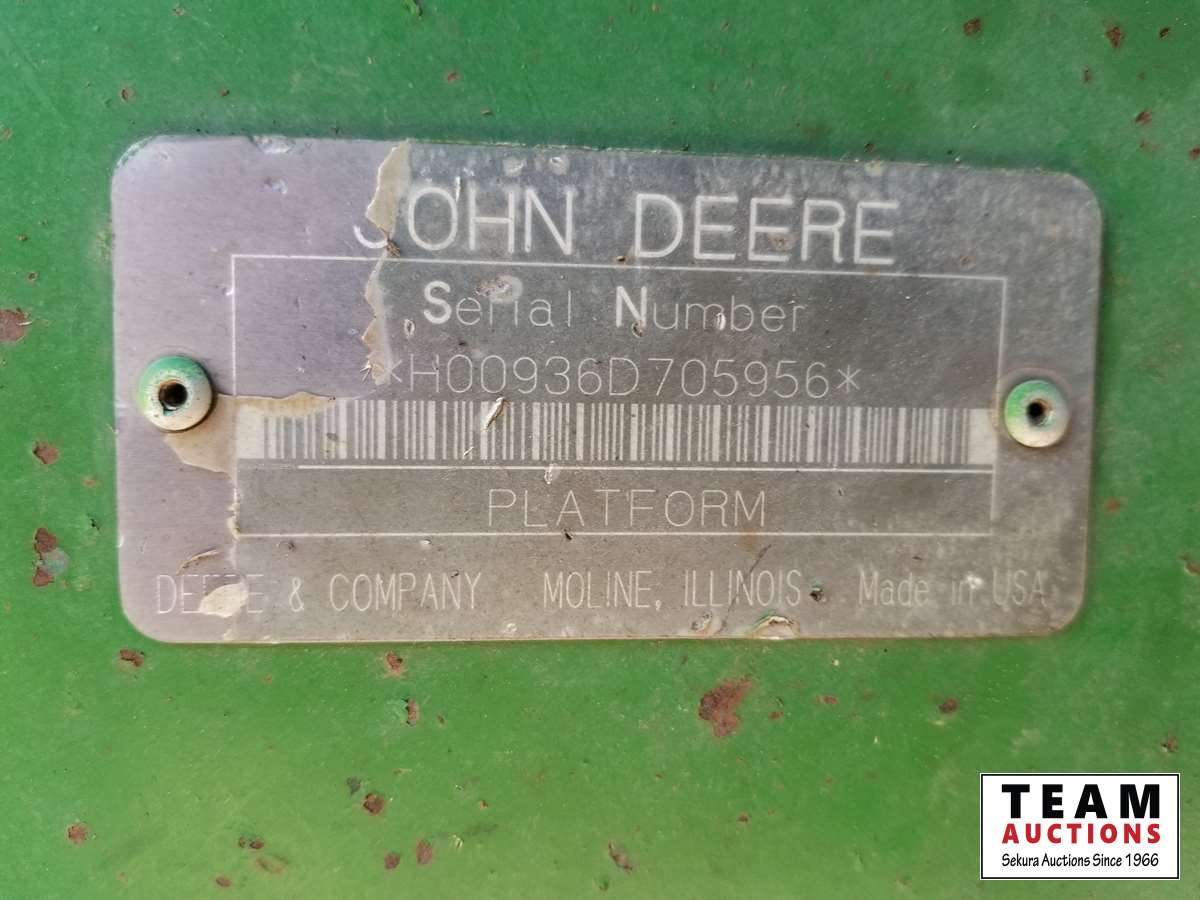 JOHN DEERE
Serial Number
*H00936D705956*
PLATFORM
DEERE & COMPANY MOLINE, ILLINOIS Made in USA
TEAM
AUCTIONS
Sekura Auctions Since 1966